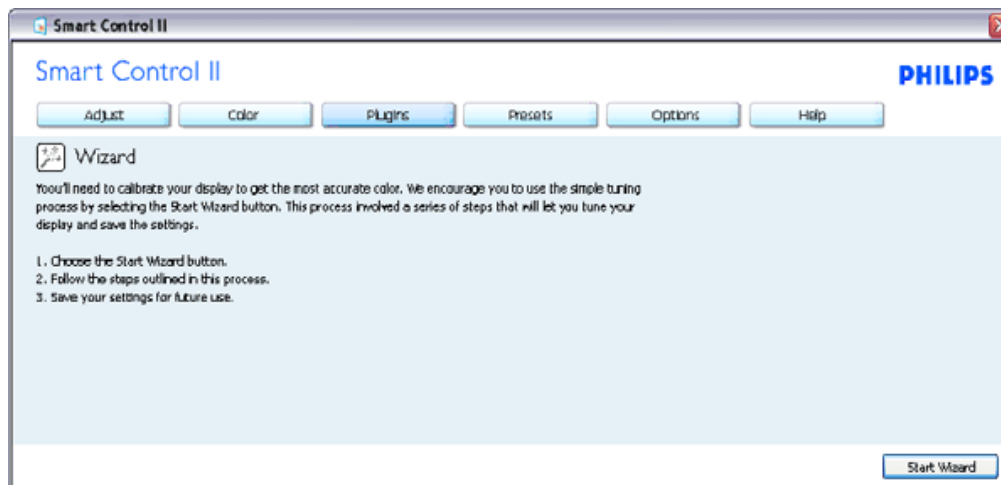 Smart Control II
Smart Control II
PHILIPS
Adjust Color Plugins Presets Options Help
Wizard
Yoou'll need to calibrate your display to get the most accurate color. We encourage you to use the simple tuning
process by selecting the Start Wizard button. This process involved a series of steps that will let you tune your
display and save the settings.
1. Choose the Start Wizard button.
2. Follow the steps outlined in this process.
3. Save your settings for future use.
Start Wizard